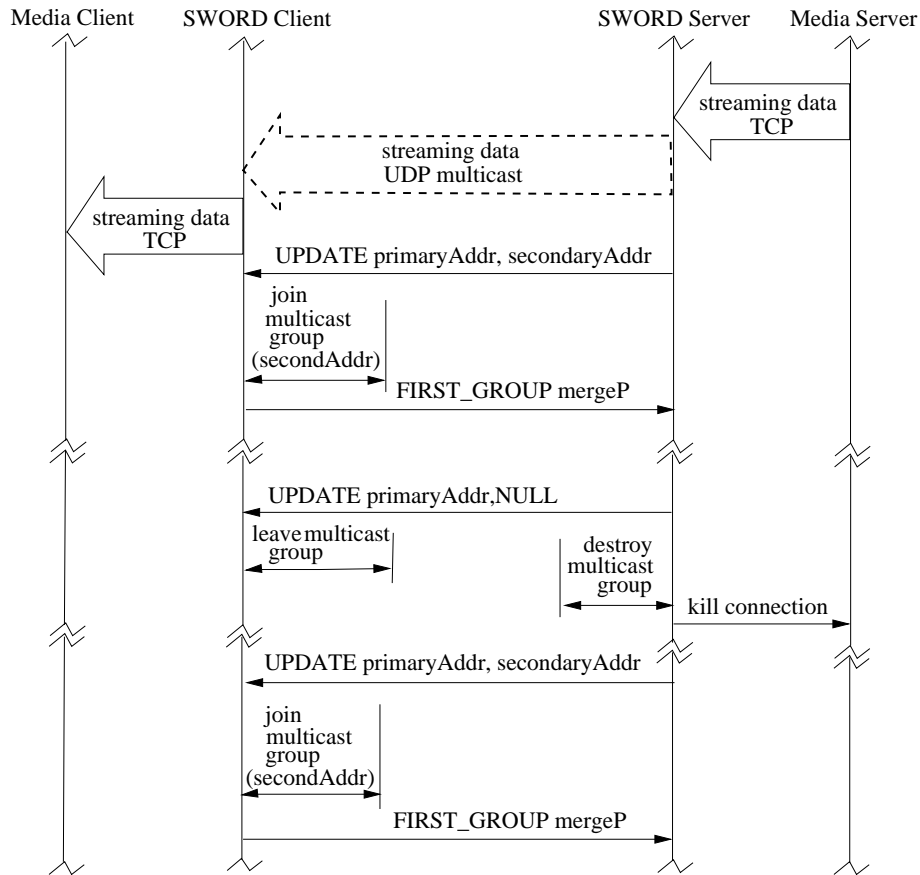 Media Client
SWORD Client
SWORD Server
Media Server
streaming data
TCP
streaming data
UDP multicast
streaming data
TCP
UPDATE primaryAddr, secondaryAddr
join
multicast
group
(secondAddr)
FIRST_GROUP mergeP
UPDATE primaryAddr,NULL
leave multicast
group
destroy
multicast
group
kill connection
UPDATE primaryAddr, secondaryAddr
join
multicast
group
(secondAddr)
FIRST_GROUP mergeP